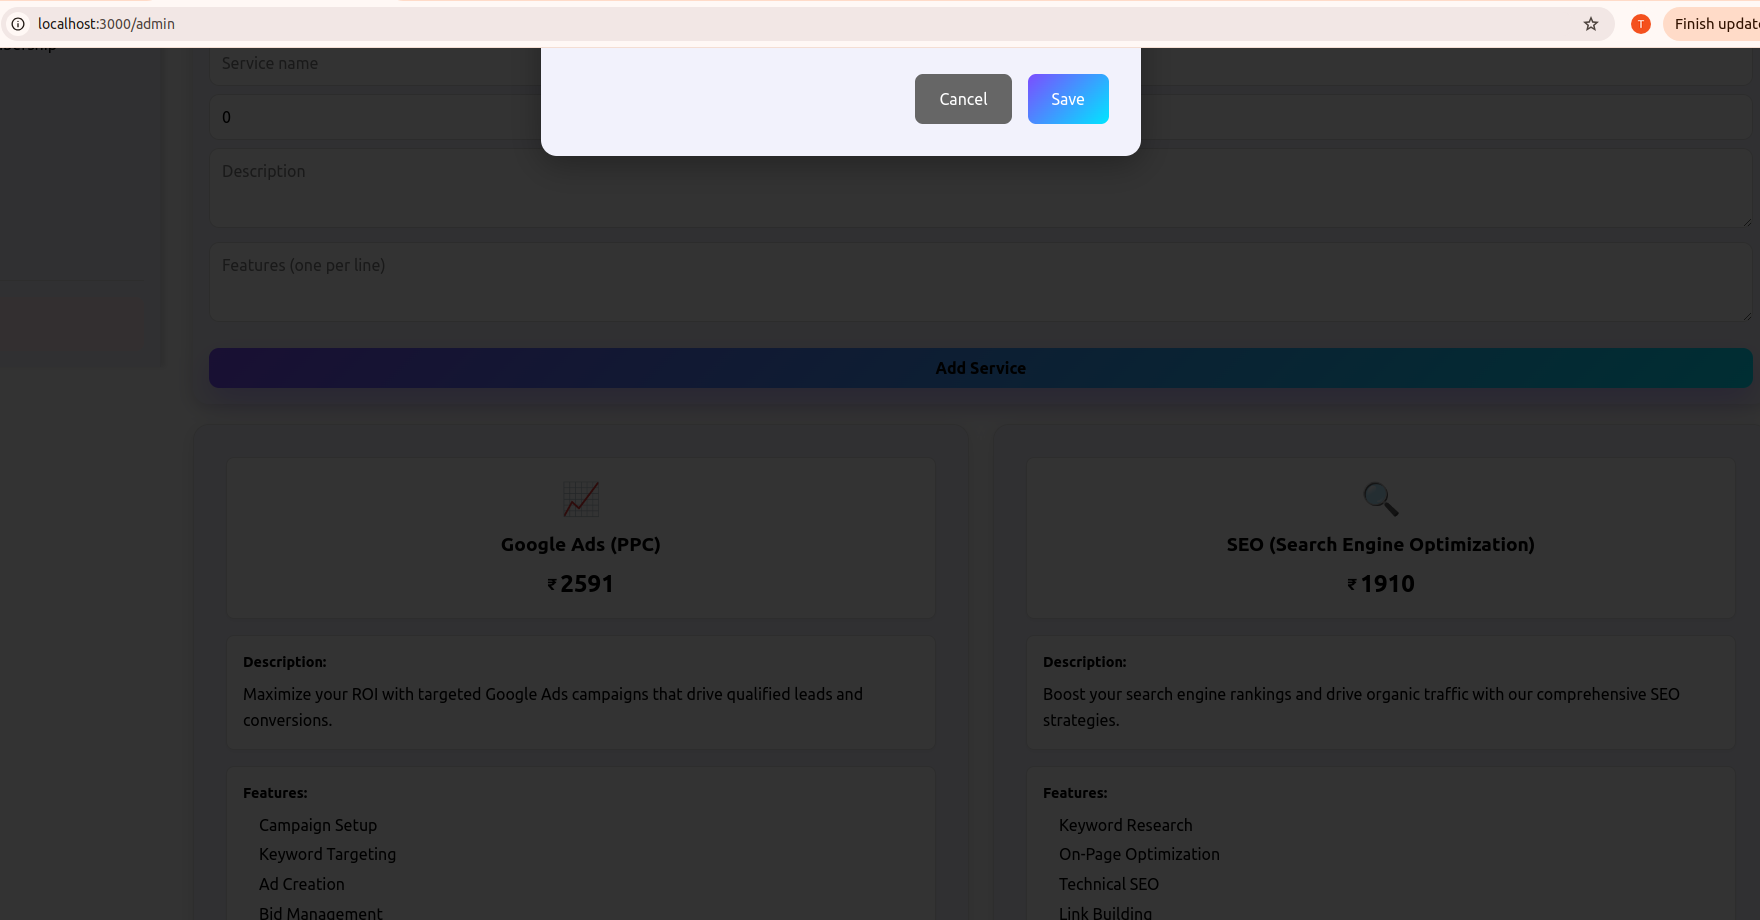 localhost:3000/admin
T
Finish update
Service name
Cancel
Save
0
Description
Features (one per line)
Add Service
Google Ads (PPC)
₹2591
Description:
Maximize your ROI with targeted Google Ads campaigns that drive qualified leads and
conversions.
Features:
Campaign Setup
Keyword Targeting
Ad Creation
Bid Management
SEO (Search Engine Optimization)
₹1910
Description:
Boost your search engine rankings and drive organic traffic with our comprehensive SEO
strategies.
Features:
Keyword Research
On-Page Optimization
Technical SEO
Link Building